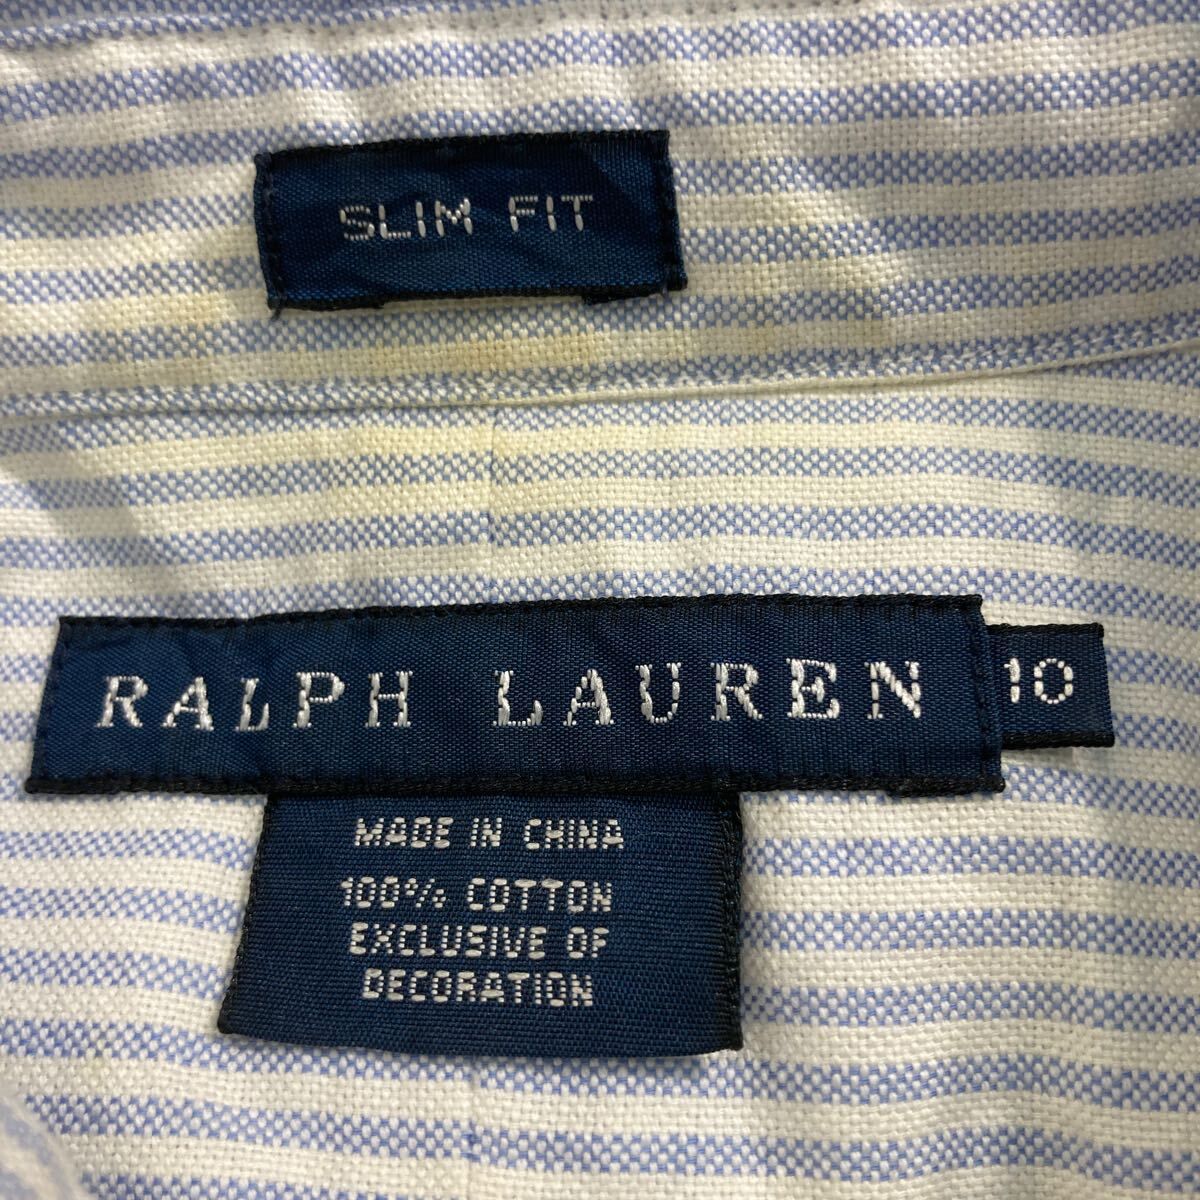 SLIM FIT
RALPH LAUREN 10
MADE IN CHINA
100% COTTON
EXCLUSIVE OF
DECORATION